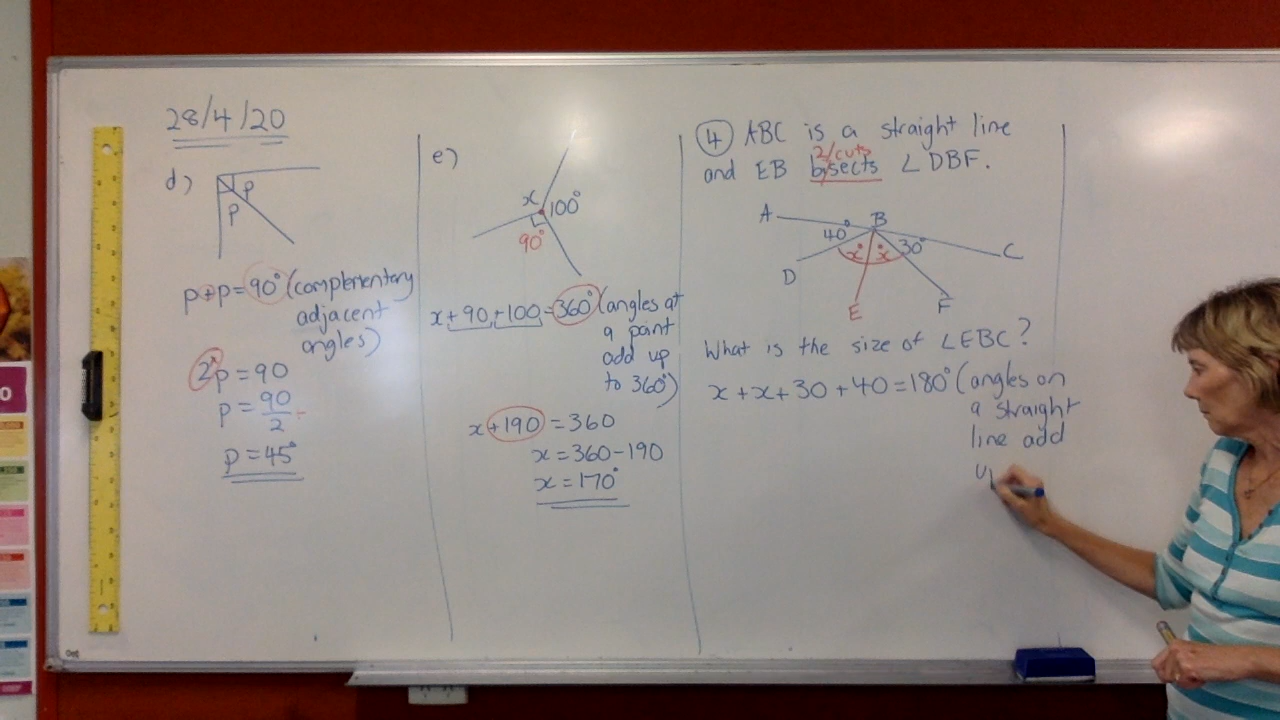 28/4/20
d)
p
p
p+p=90° (complementary
adjacent
angles)
2p=90
p=90
2
p=45°
e)
x
100°
90°
x+90+100=360° (angles at
a point
add up
to 360°)
x+190=360
x=360-190
x=170°
4 ABC is a straight line
2/cuts
and EB bisects ∠DBF.
A
B
40°
30°
C
x°
x°
D
E
F
What is the size of ∠EBC?
x+x+30+40=180° (angles on
a straight
line add
up